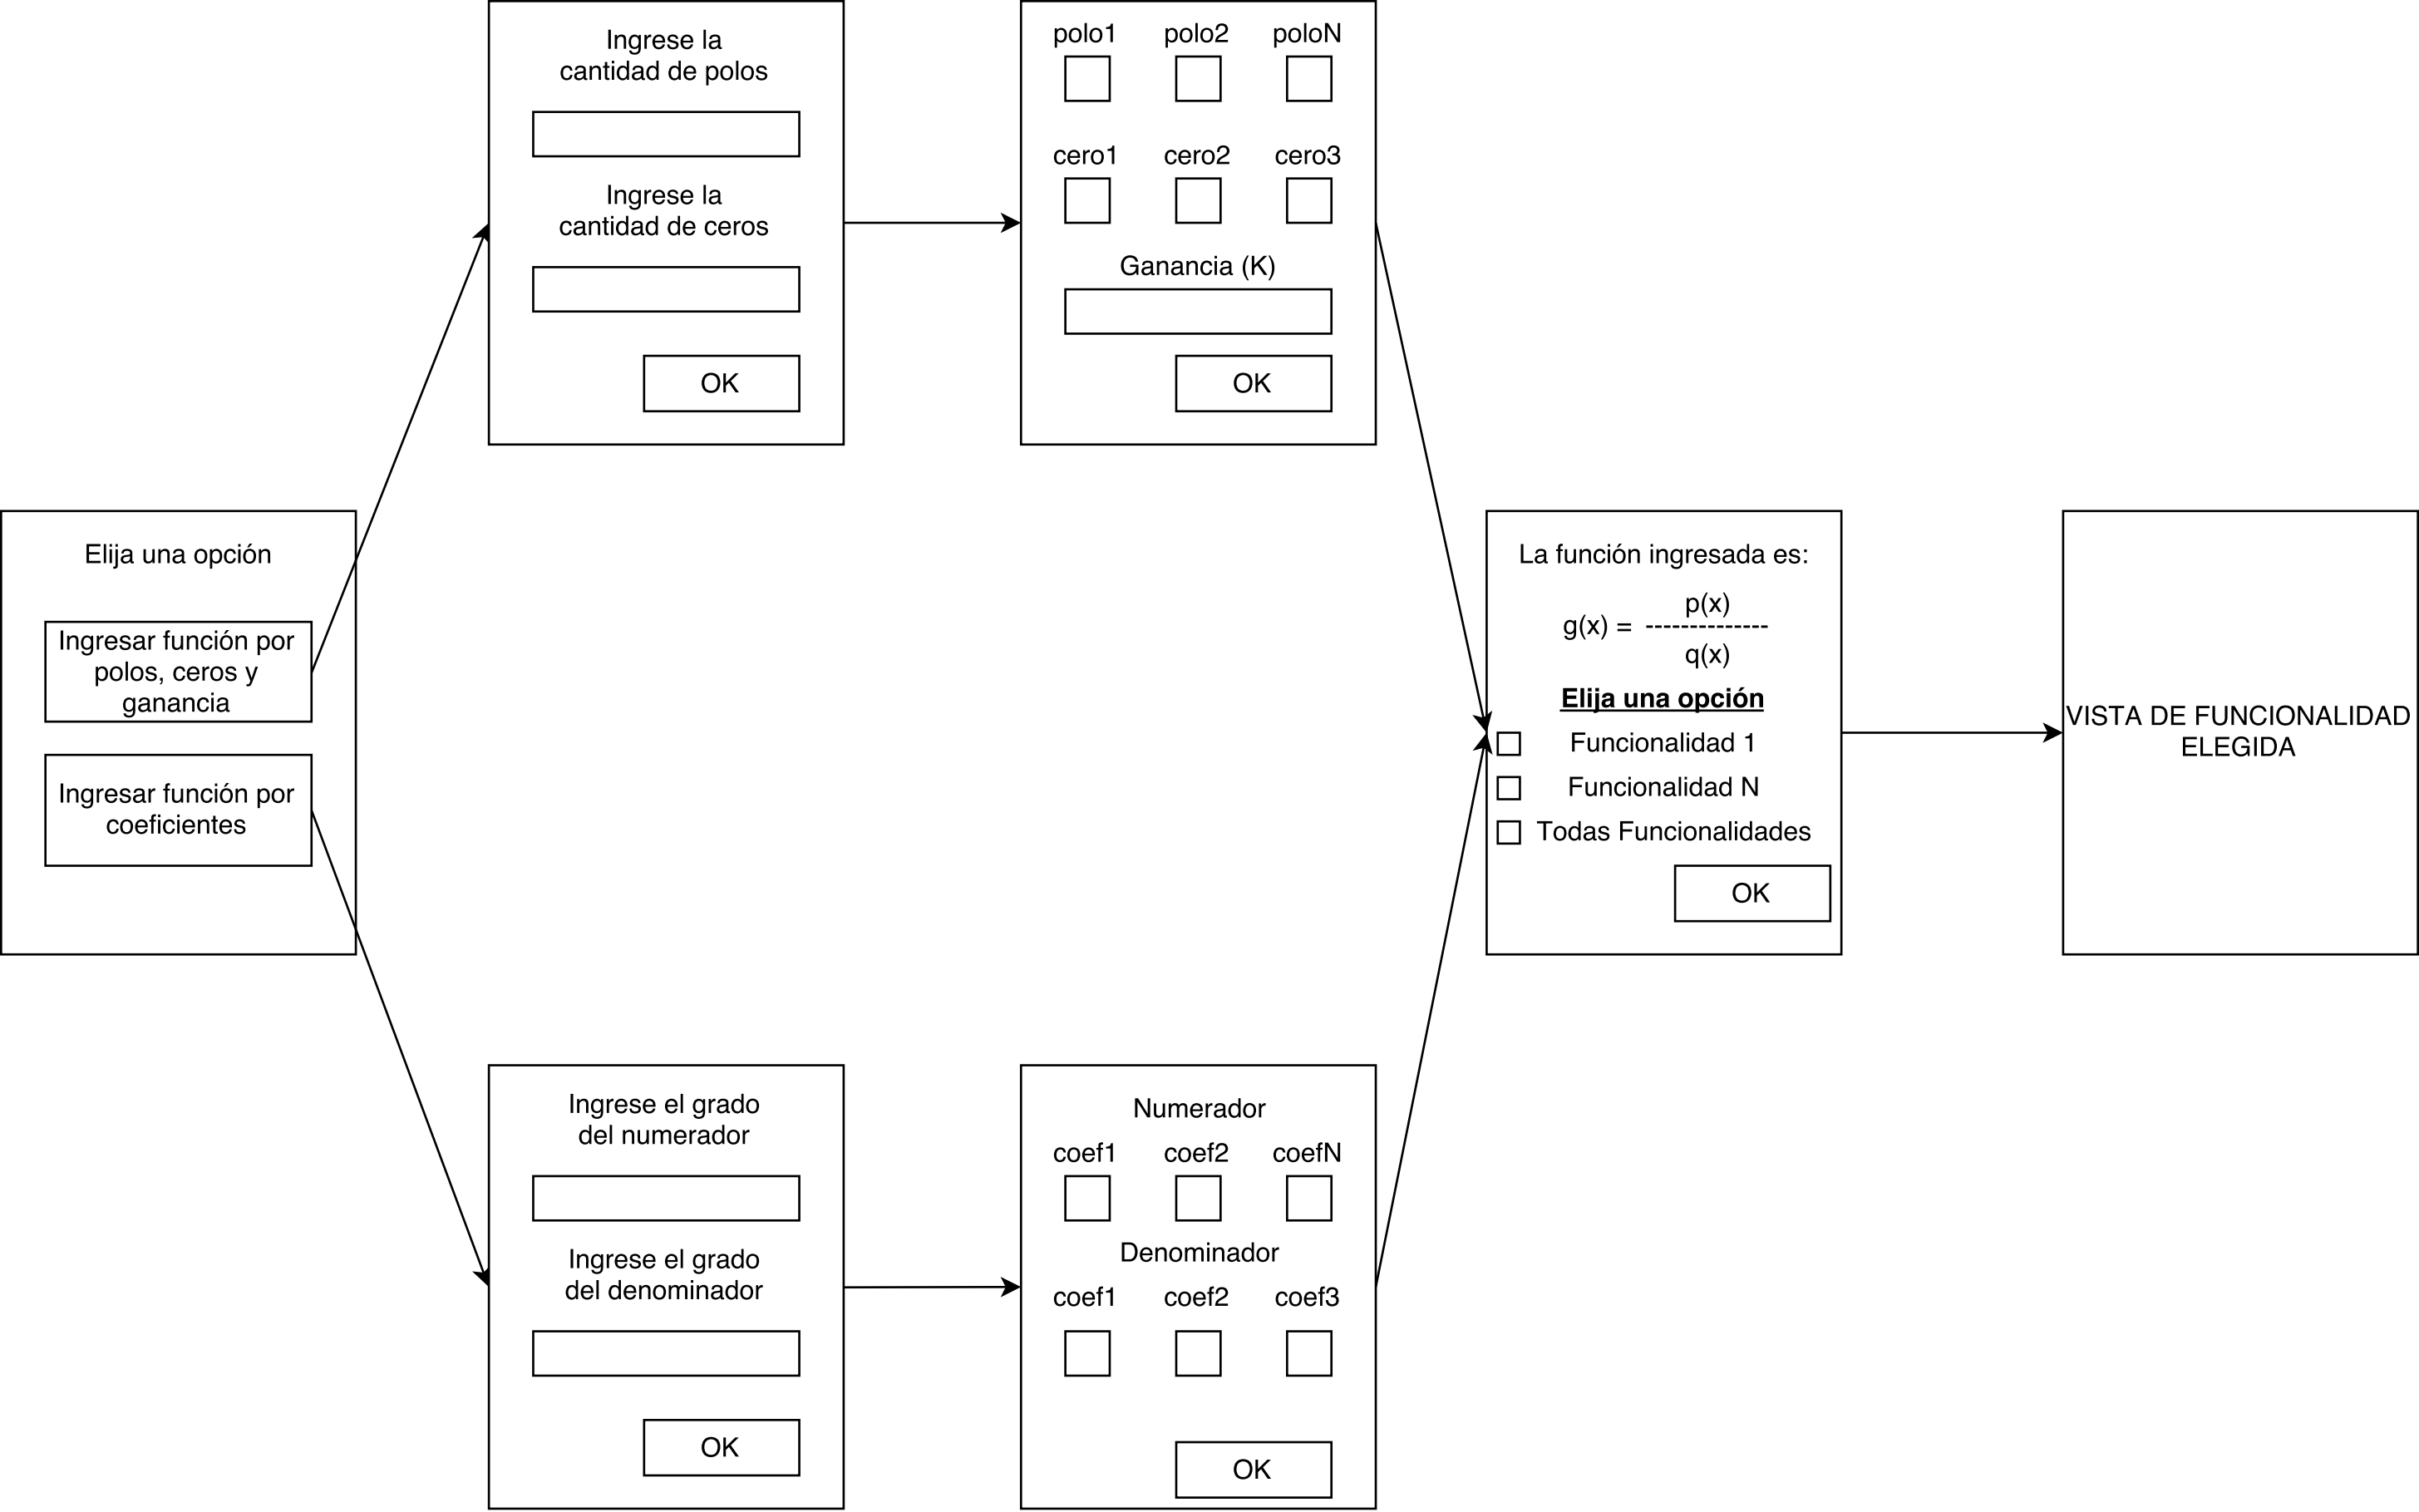 Elija una opción
Ingresar función por
polos, ceros y
ganancia
Ingresar función por
coeficientes
Ingrese la
cantidad de polos
Ingrese la
cantidad de ceros
OK
polo1 polo2 poloN
cero1 cero2 cero3
Ganancia (K)
OK
Ingrese el grado
del numerador
Ingrese el grado
del denominador
OK
Numerador
coef1 coef2 coefN
Denominador
coef1 coef2 coef3
OK
La función ingresada es:
p(x)
g(x) = --------------
q(x)
Elija una opción
Funcionalidad 1
Funcionalidad N
Todas Funcionalidades
OK
VISTA DE FUNCIONALIDAD
ELEGIDA